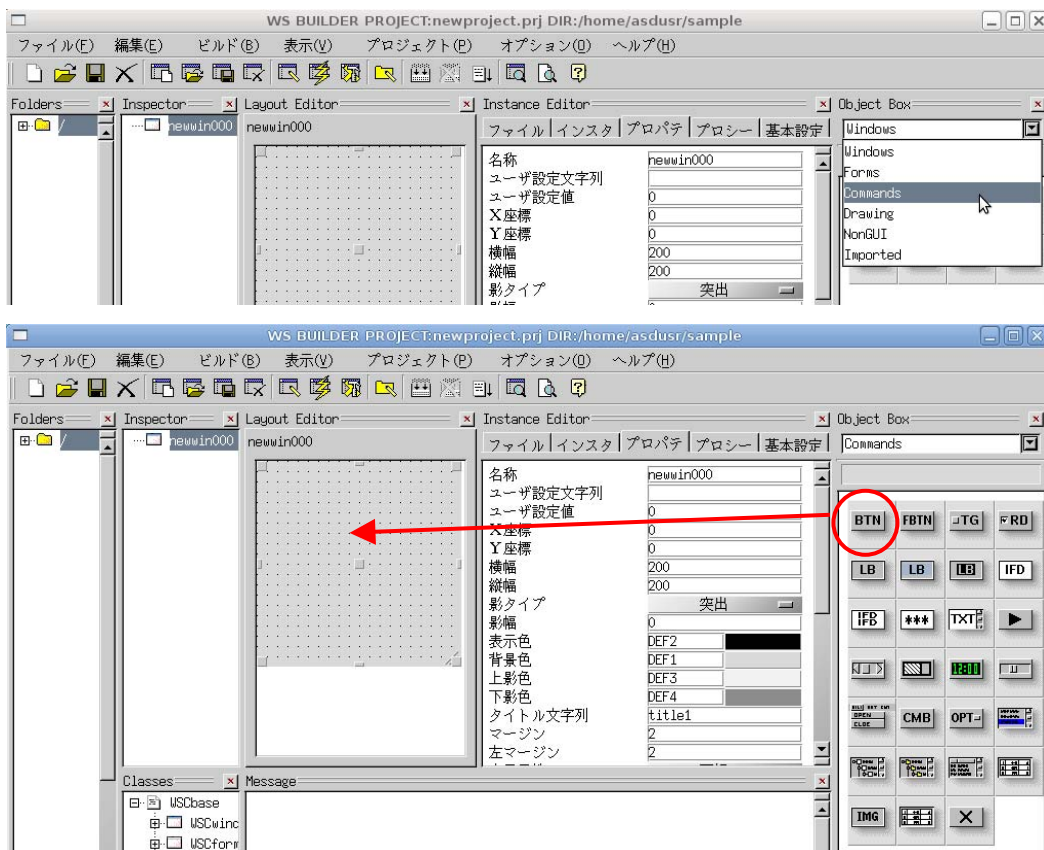 WS BUILDER PROJECT:newproject.prj DIR:/home/asdusr/sample
ファイル(F) 編集(E) ビルド(B) 表示(V) プロジェクト(P) オプション(O) ヘルプ(H)
Folders Inspector Layout Editor Instance Editor Object Box
/ newwin000 newwin000 ファイル インスタ プロパテ プロシー 基本設定 Windows
名称 newwin000 Windows
ユーザ設定文字列 Forms
ユーザ設定値 0 Commands
X座標 0 Drawing
Y座標 0 NonGUI
横幅 200 Imported
縦幅 200
影タイプ 突出
WS BUILDER PROJECT:newproject.prj DIR:/home/asdusr/sample
ファイル(F) 編集(E) ビルド(B) 表示(V) プロジェクト(P) オプション(O) ヘルプ(H)
Folders Inspector Layout Editor Instance Editor Object Box
/ newwin000 newwin000 ファイル インスタ プロパテ プロシー 基本設定 Commands
名称 newwin000
ユーザ設定文字列
ユーザ設定値 0
X座標 0
Y座標 0
横幅 200
縦幅 200
影タイプ 突出
影幅 0
表示色 DEF2
背景色 DEF1
上影色 DEF3
下影色 DEF4
タイトル文字列 title1
マージン 2
左マージン 2
BTN FBTN TG RD
LB LB LB IFD
IFB *** TXT
12:00
CMB OPT
IMG X
Classes Message
WSCbase
WSCwinc
WSCform